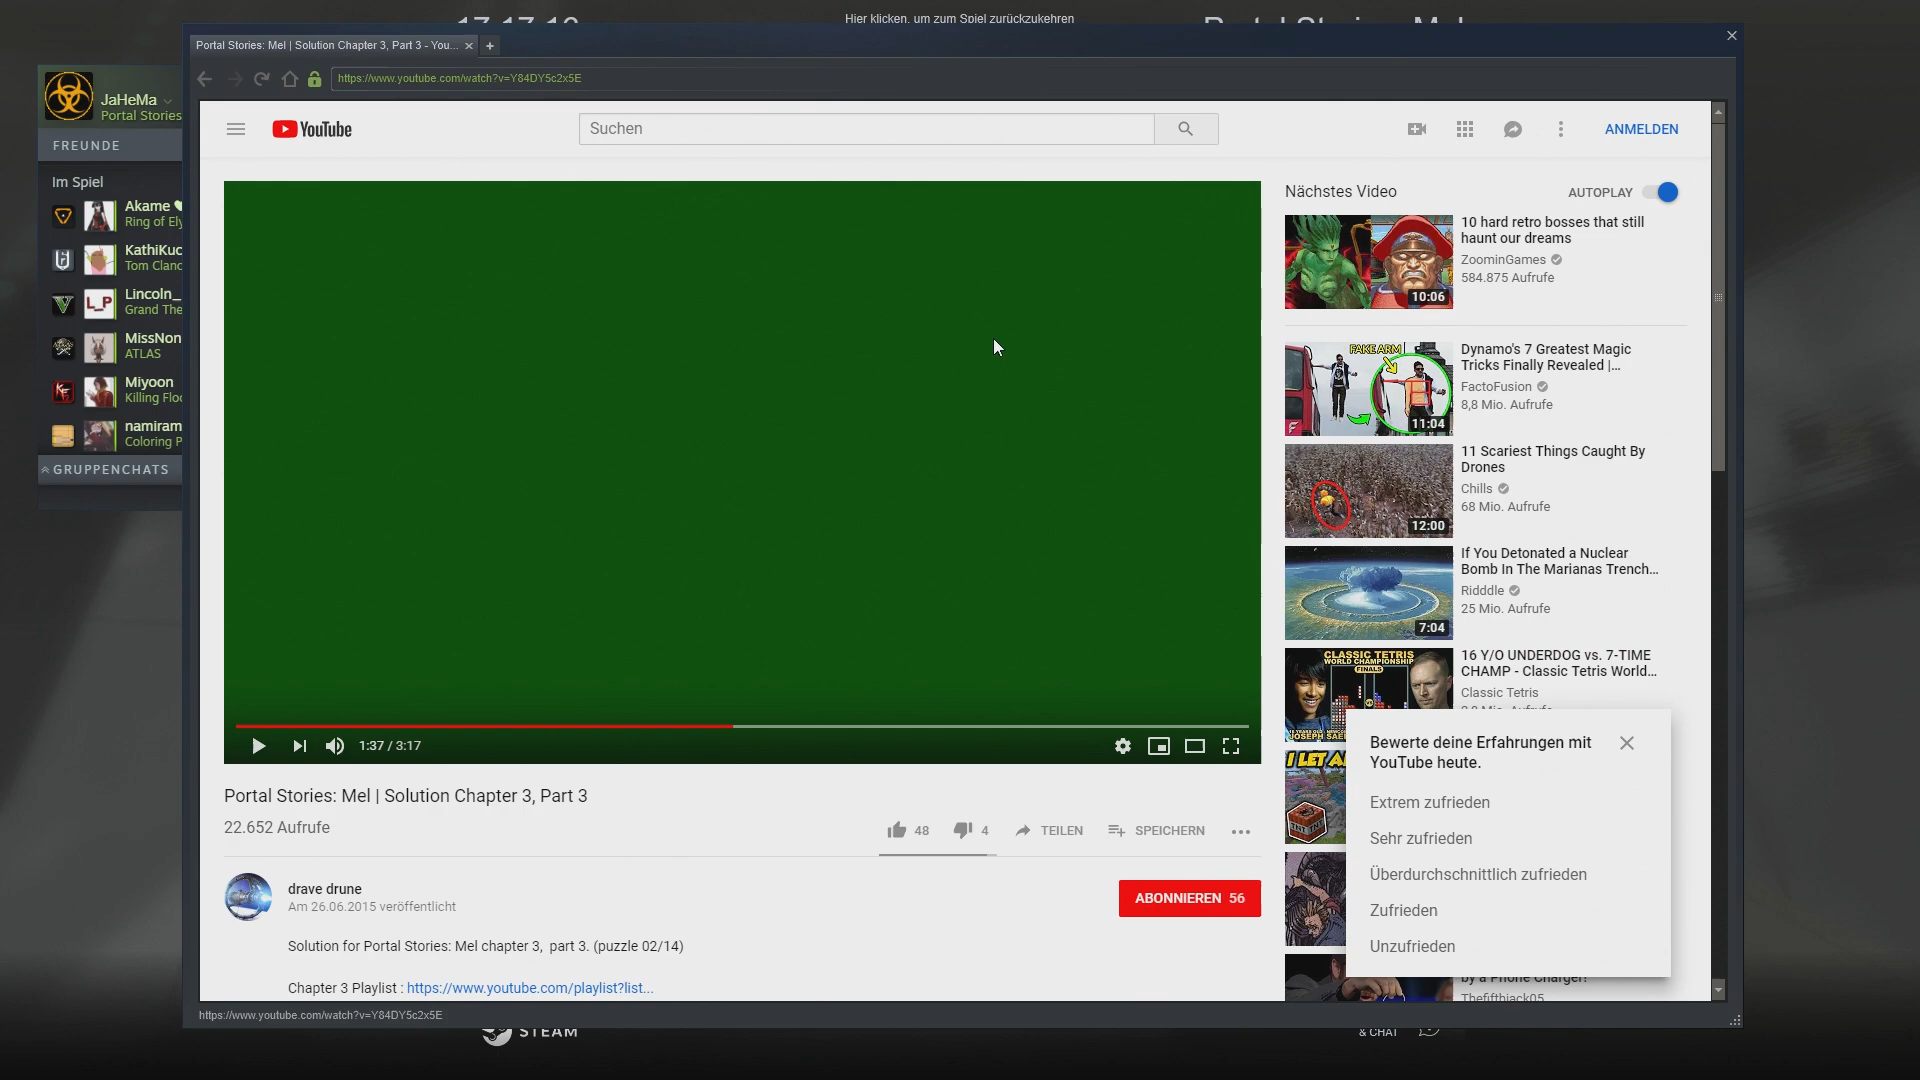 Hier klicken, um zum Spiel zurückzukehren
Portal Stories: Mel | Solution Chapter 3, Part 3 - You...
https://www.youtube.com/watch?v=Y84DY5c2x5E
JaHeMa
Portal Stories
FREUNDE
Im Spiel
Akame
Ring of Ely
KathiKuc
Tom Clanc
Lincoln_
Grand The
MissNon
ATLAS
Miyoon
Killing Floo
namiram
Coloring P
GRUPPENCHATS
YouTube
Suchen
ANMELDEN
1:37 / 3:17
Portal Stories: Mel | Solution Chapter 3, Part 3
22.652 Aufrufe
48
4
TEILEN
SPEICHERN
drave drune
Am 26.06.2015 veröffentlicht
ABONNIEREN 56
Solution for Portal Stories: Mel chapter 3, part 3. (puzzle 02/14)
Chapter 3 Playlist : https://www.youtube.com/playlist?list...
Nächstes Video
AUTOPLAY
10 hard retro bosses that still
haunt our dreams
ZoominGames
584.875 Aufrufe
10:06
FAKE ARM
Dynamo's 7 Greatest Magic
Tricks Finally Revealed |...
FactoFusion
8,8 Mio. Aufrufe
11:04
11 Scariest Things Caught By
Drones
Chills
68 Mio. Aufrufe
12:00
If You Detonated a Nuclear
Bomb In The Marianas Trench...
Ridddle
25 Mio. Aufrufe
7:04
CLASSIC TETRIS
WORLD CHAMPIONSHIP
FINALS
16 Y/O UNDERDOG vs. 7-TIME
CHAMP - Classic Tetris World...
Classic Tetris
I LET
Bewerte deine Erfahrungen mit
YouTube heute.
Extrem zufrieden
Sehr zufrieden
Überdurchschnittlich zufrieden
Zufrieden
Unzufrieden
by a Phone Charger!
Thefifthjack05
https://www.youtube.com/watch?v=Y84DY5c2x5E
STEAM
& CHAT